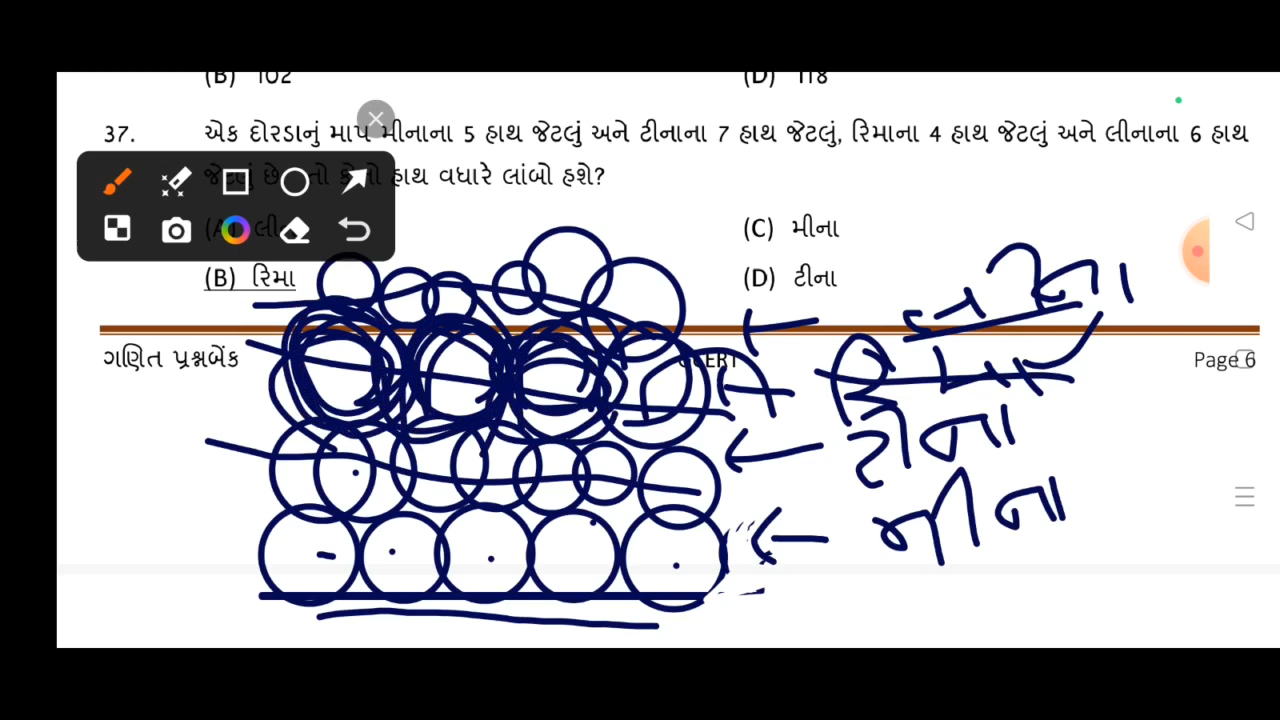 (B) 102 (D) 118
37. એક દોરડાનું માપ મીનાના 5 હાથ જેટલું અને ટીનાના 7 હાથ જેટલું, રિમાના 4 હાથ જેટલું અને લીનાના 6 હાથ
જેટલું છે તો કોનો હાથ વધારે લાંબો હશે?
(A) લી (C) મીના
(B) રિમા (D) ટીના
ગણિત પ્રશ્નબેંક Page 6
ટીના
મીના